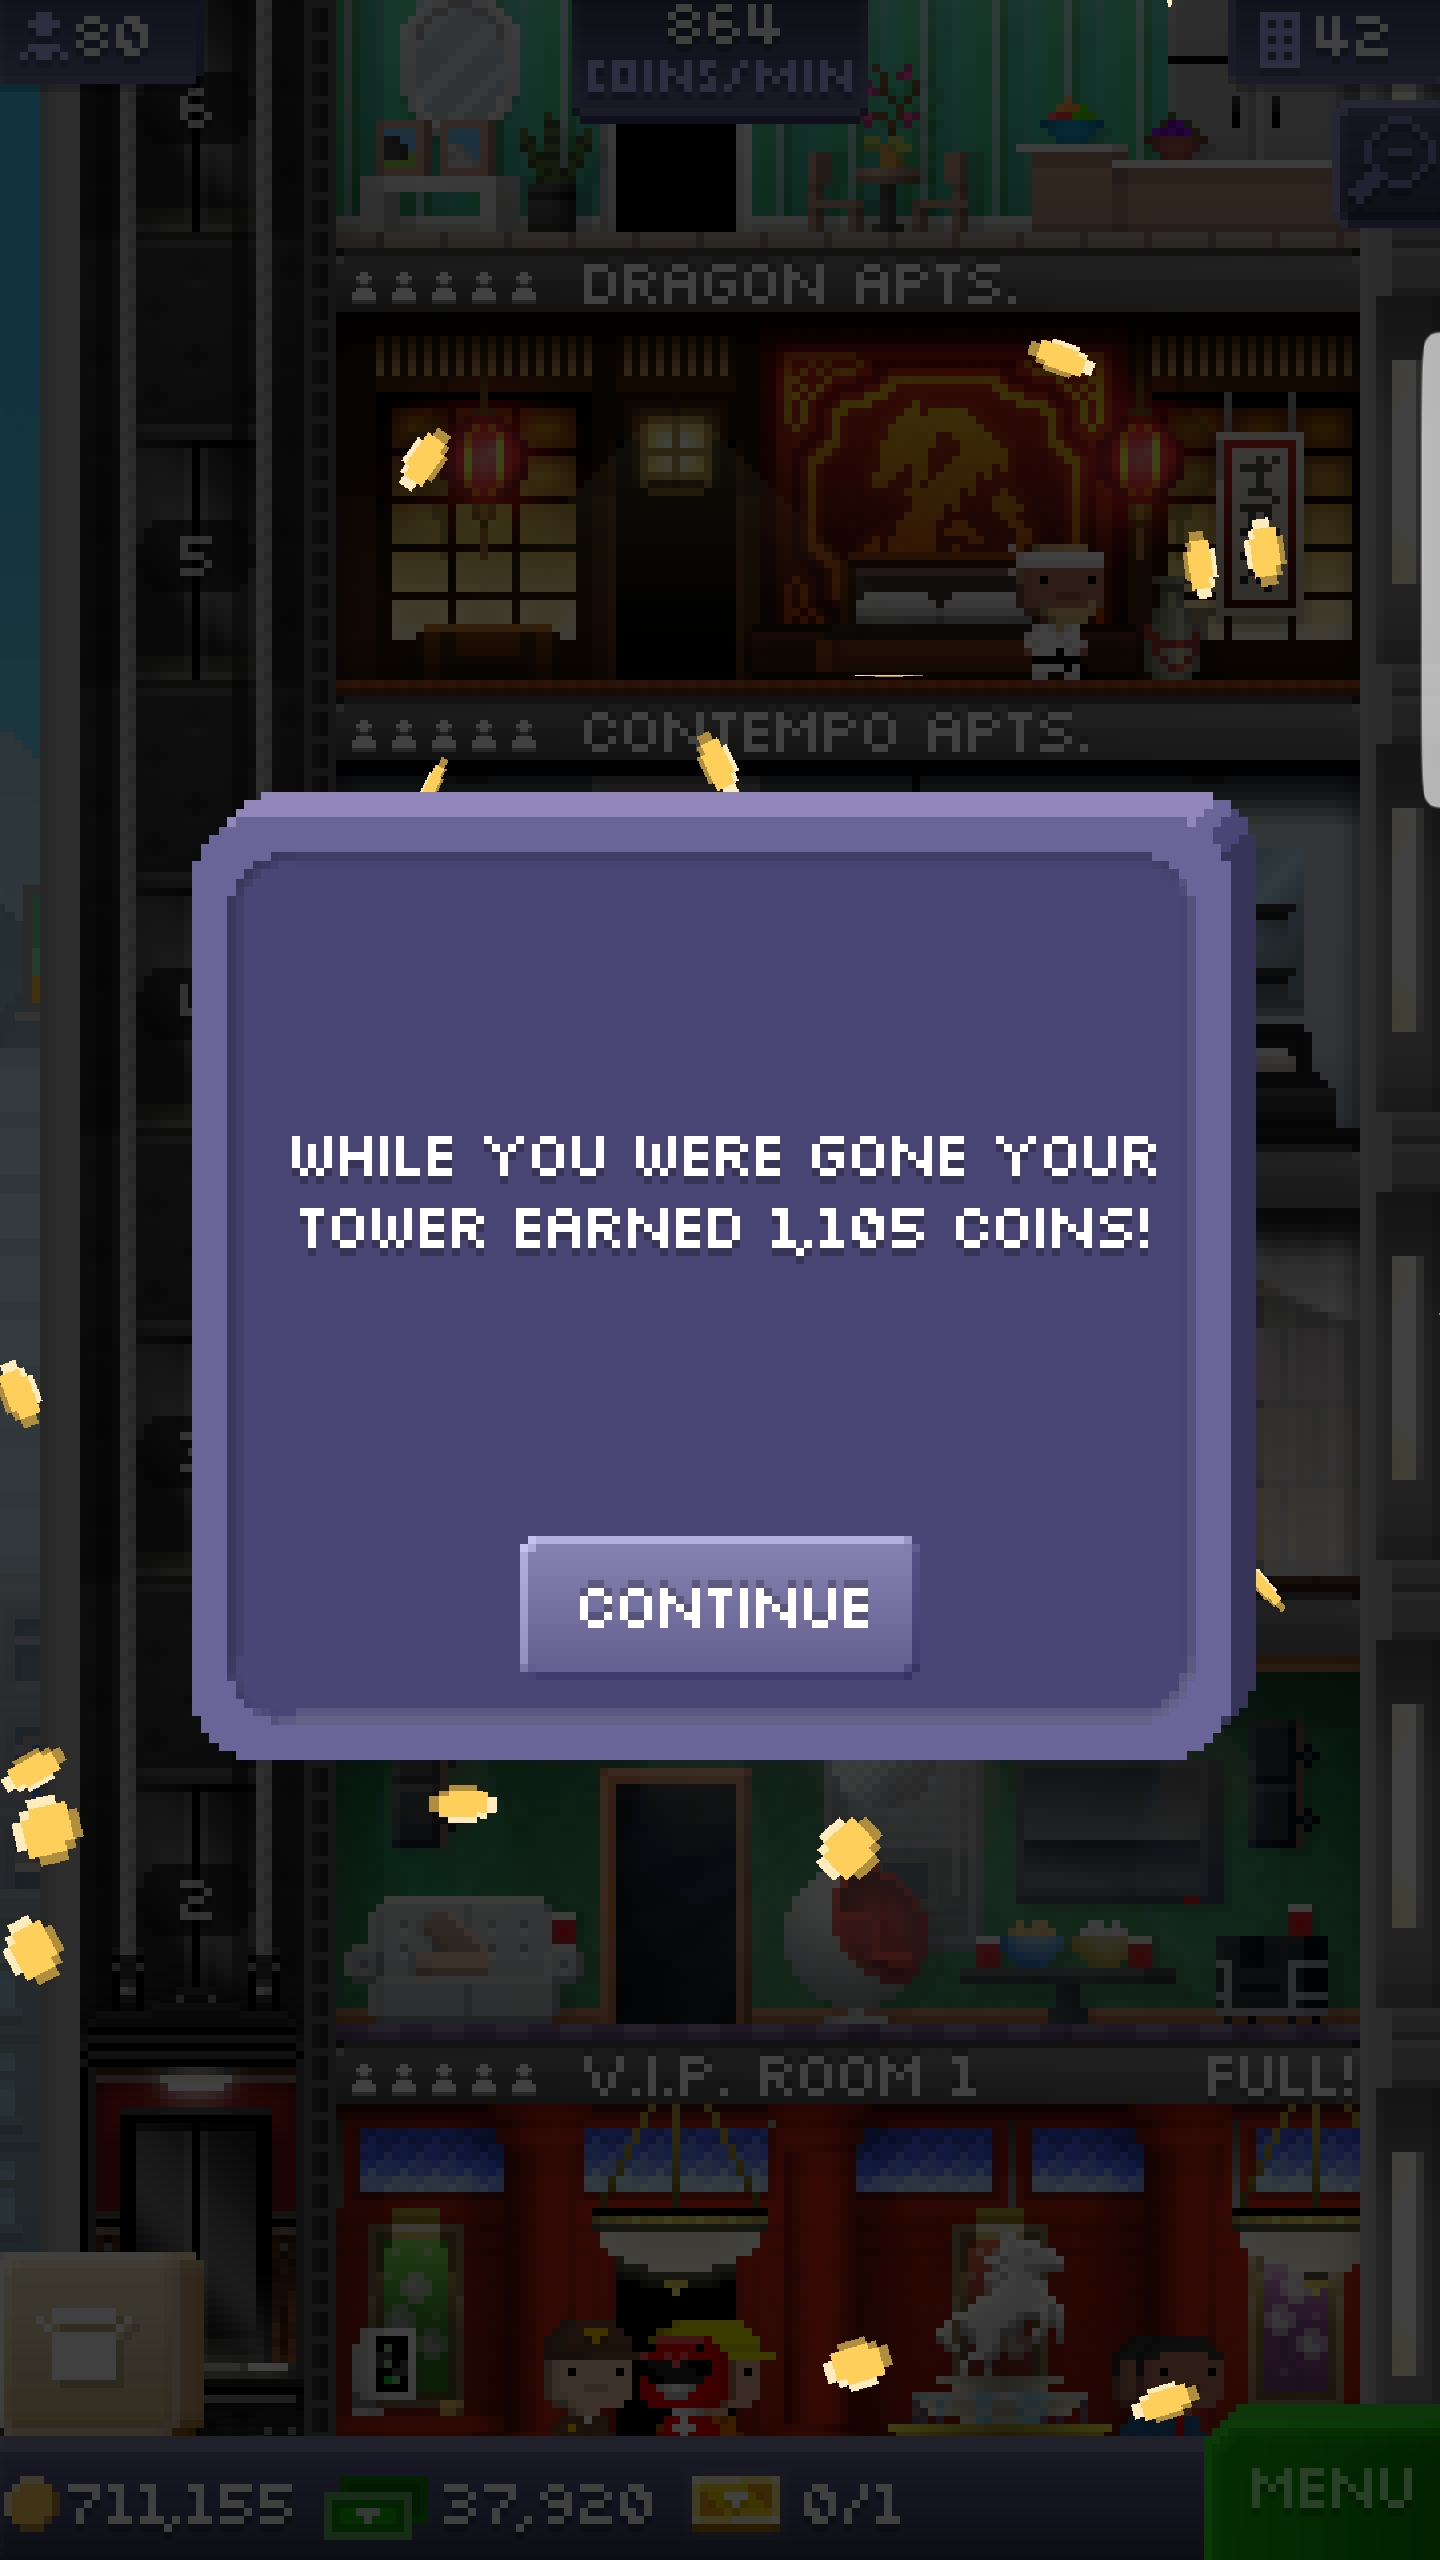 80
864
COINS/MIN
42
6
DRAGON APTS.
5
CONTEMPO APTS.
WHILE YOU WERE GONE YOUR
TOWER EARNED 1,105 COINS!
CONTINUE
2
V.I.P. ROOM 1 FULL!
711,155 37,920 0/1
MENU